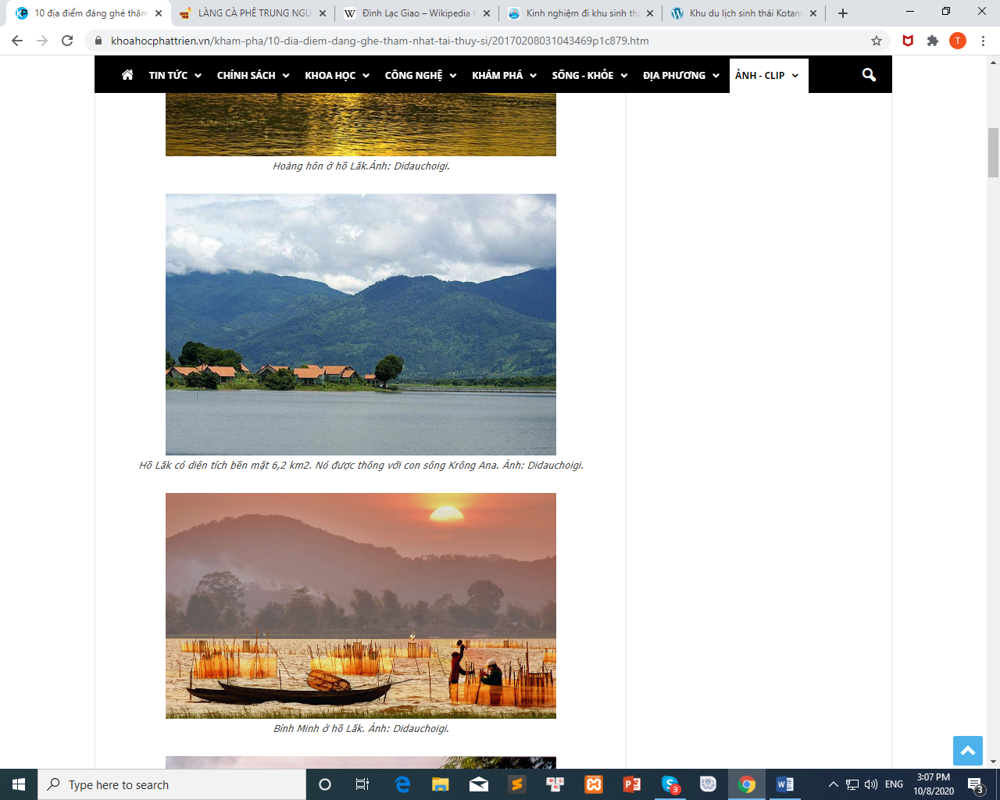 10 địa điểm đáng ghé thăm
LÀNG CÀ PHÊ TRUNG NGU
Đình Lạc Giao – Wikipedia t
Kinh nghiệm đi khu sinh thá
Khu du lịch sinh thái Kotam
khoahocphattrien.vn/kham-pha/10-dia-diem-dang-ghe-tham-nhat-tai-thuy-si/20170208031043469p1c879.htm
T
TIN TỨC
CHÍNH SÁCH
KHOA HỌC
CÔNG NGHỆ
KHÁM PHÁ
SỐNG - KHỎE
ĐỊA PHƯƠNG
ẢNH - CLIP
Hoàng hôn ở hồ Lăk.Ảnh: Didauchoigi.
Hồ Lăk có diện tích bền mặt 6,2 km2. Nó được thông với con sông Krông Ana. Ảnh: Didauchoigi.
Bình Minh ở hồ Lăk. Ảnh: Didauchoigi.
Type here to search
3
ENG
3:07 PM
10/8/2020
3